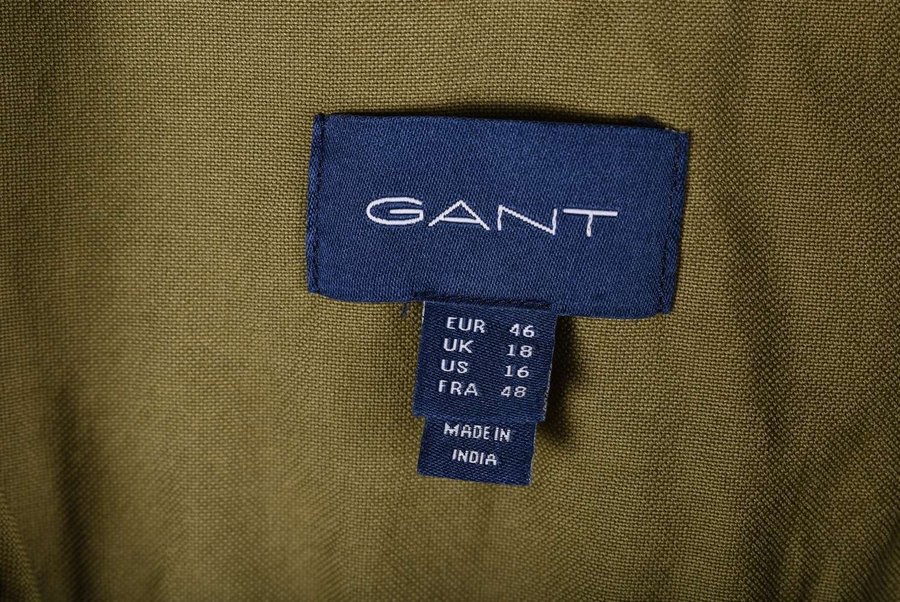 GANT
EUR 46
UK 18
US 16
FRA 48
MADE IN
INDIA